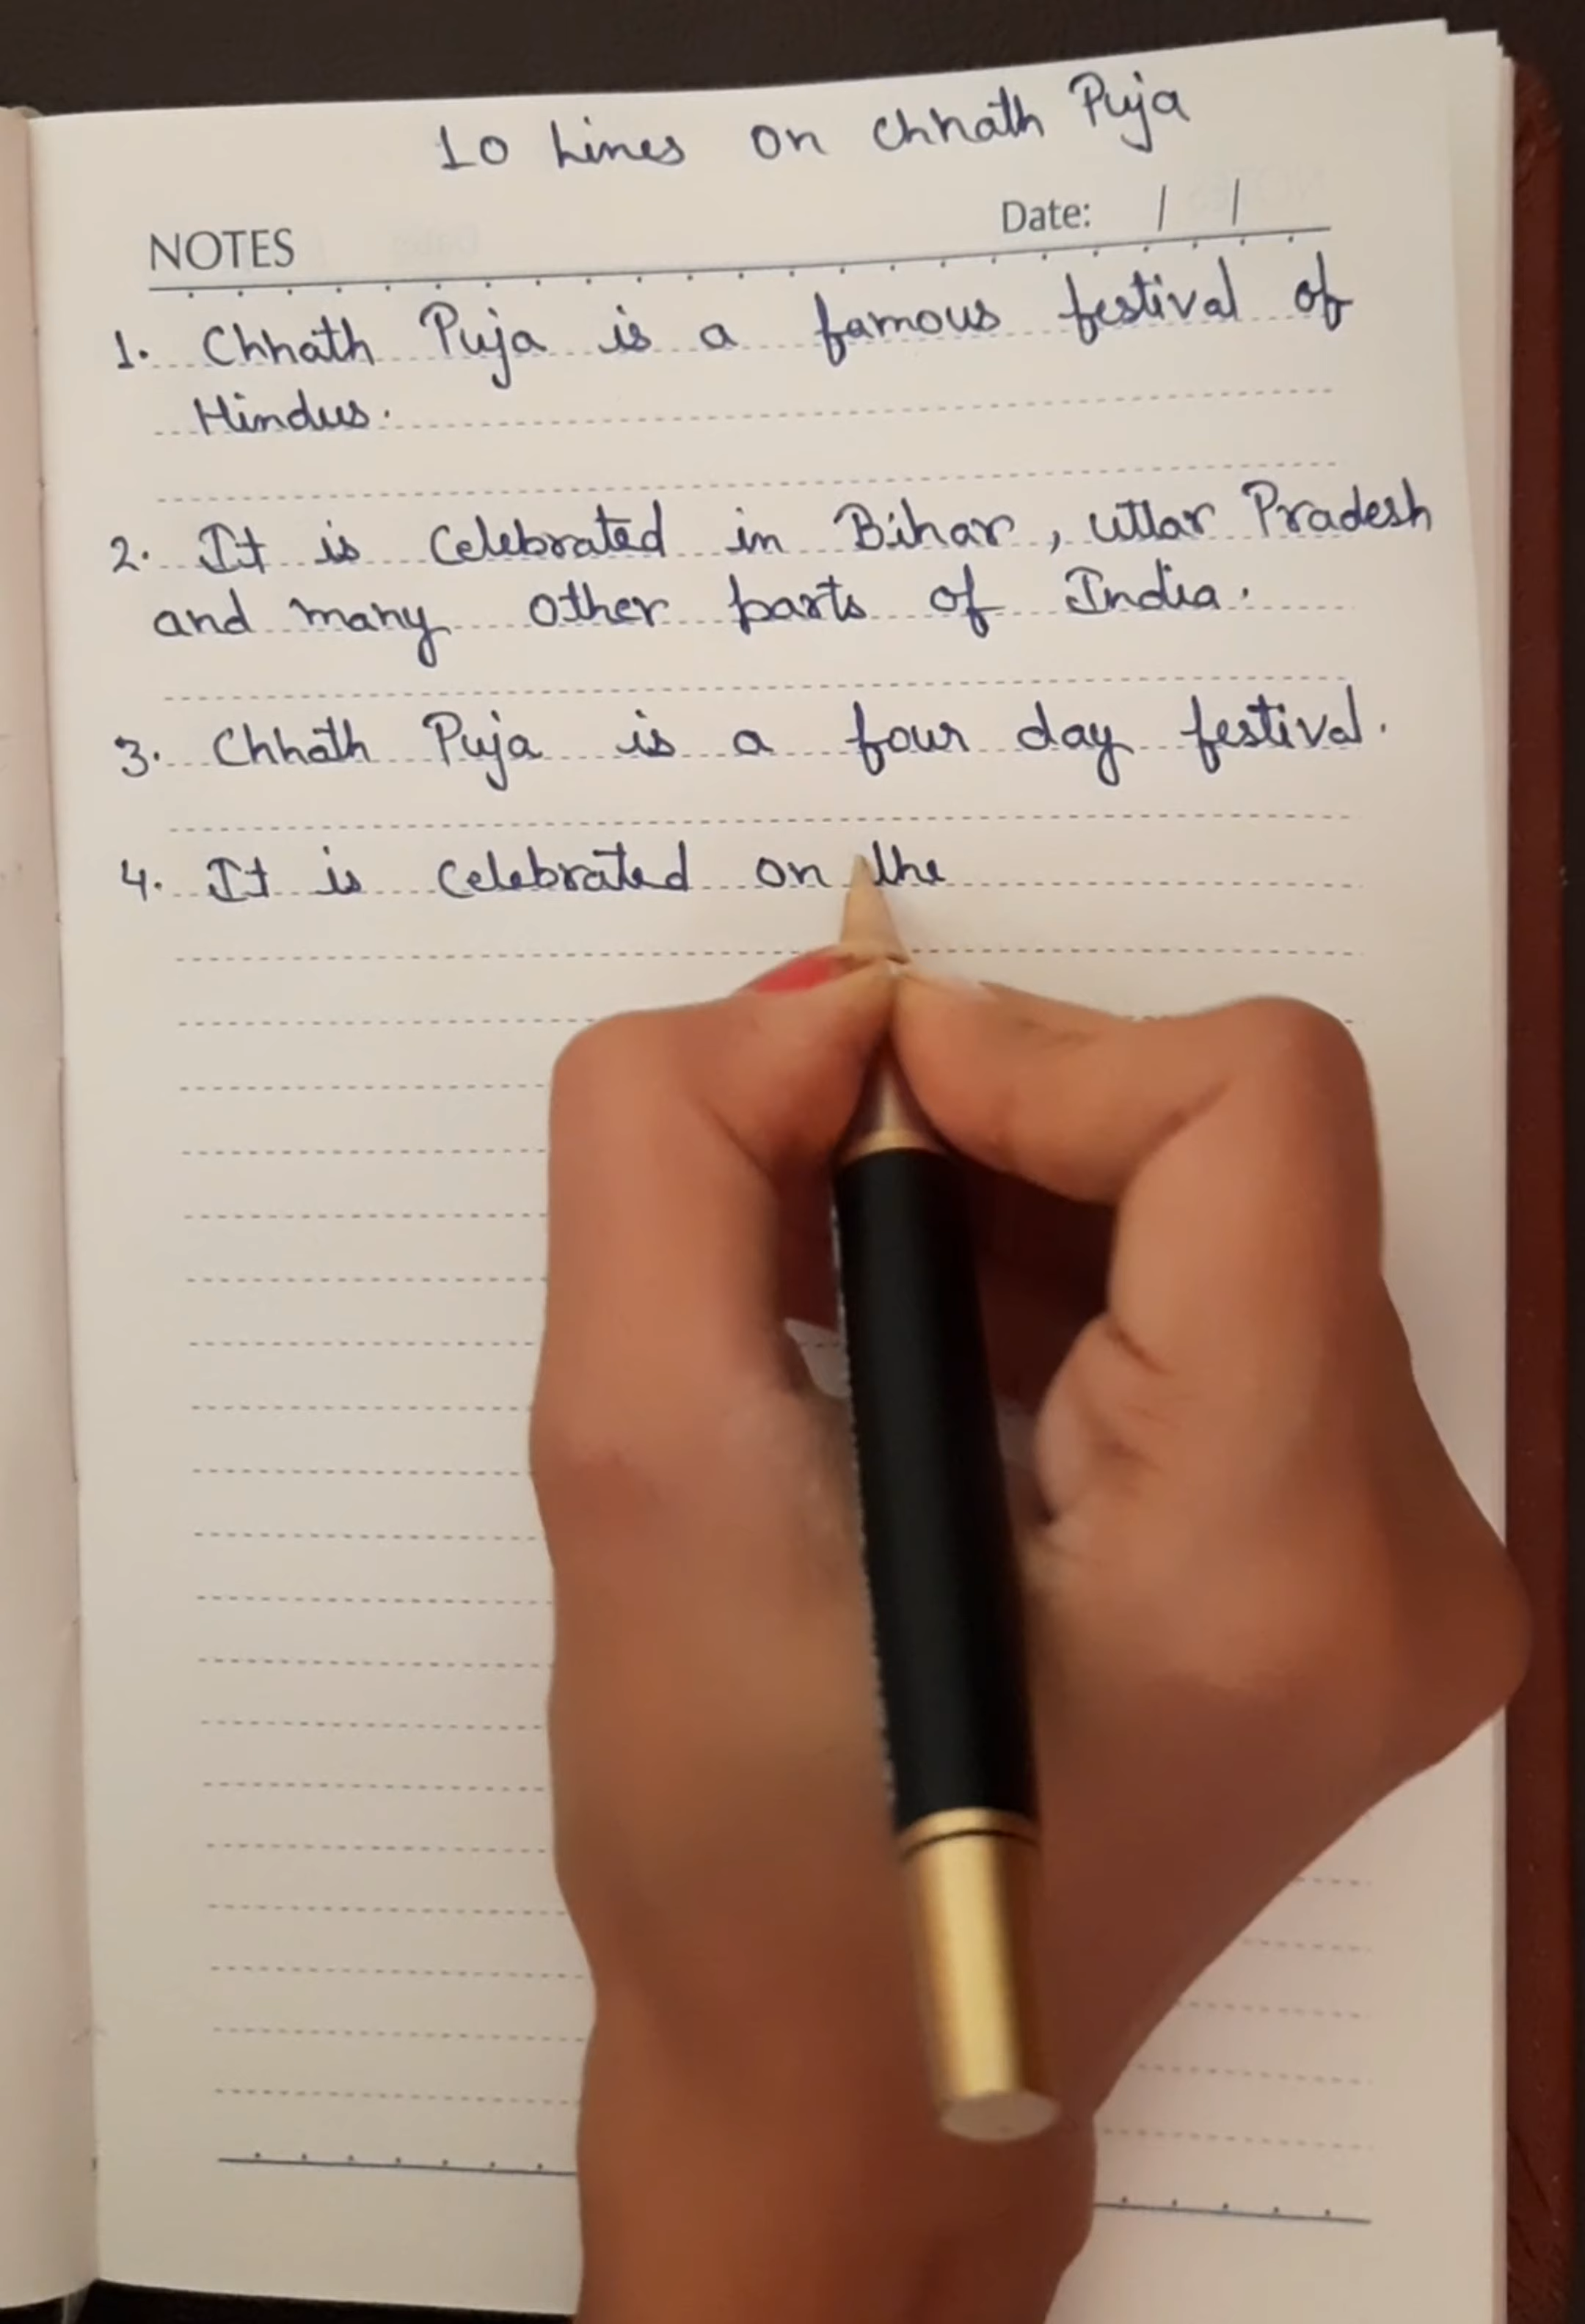 10 Lines on Chhath Puja
NOTES Date: / /
1. Chhath Puja is a famous festival of
Hindus.
2. It is Celebrated in Bihar, Uttar Pradesh
and many other parts of India.
3. Chhath Puja is a four day festival.
4. It is Celebrated on the